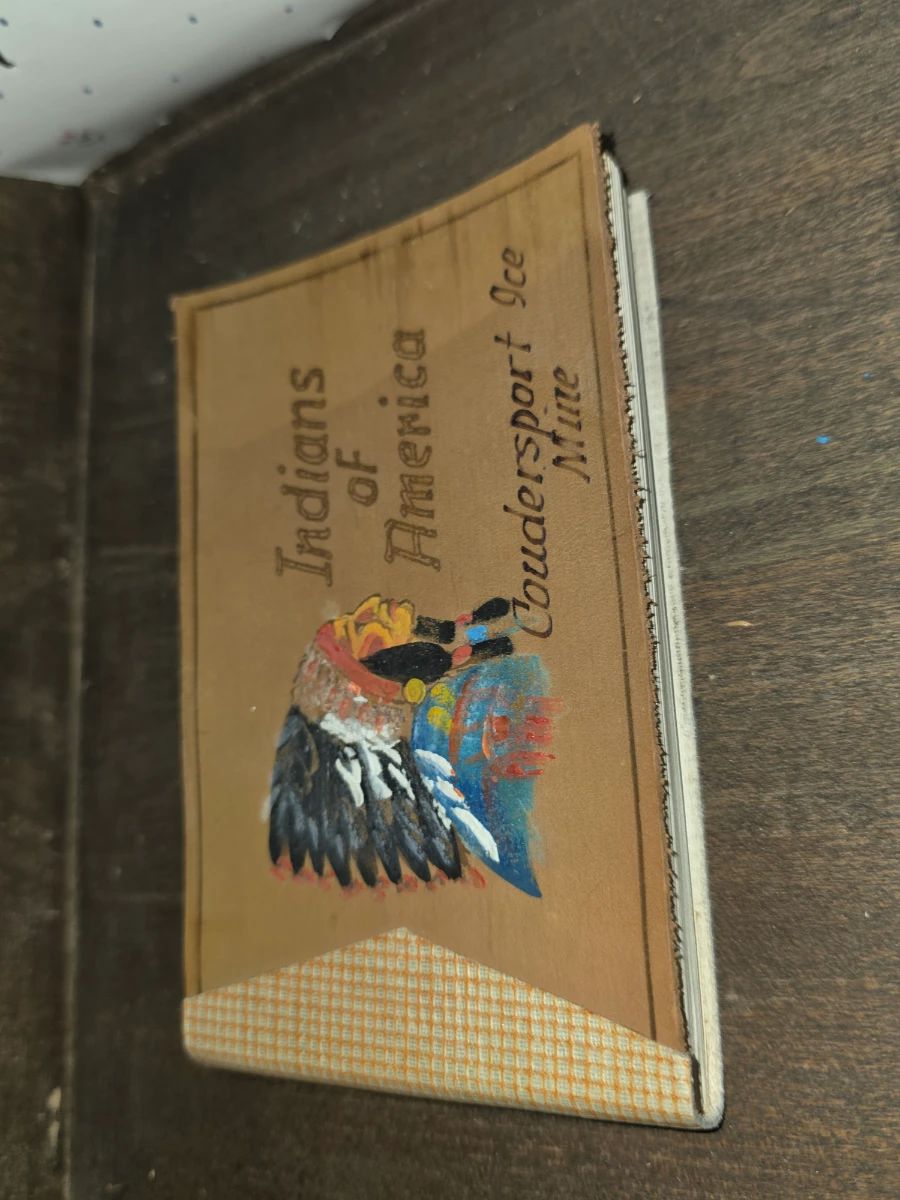 Indians
of
America
Coudersport Ice
Mine